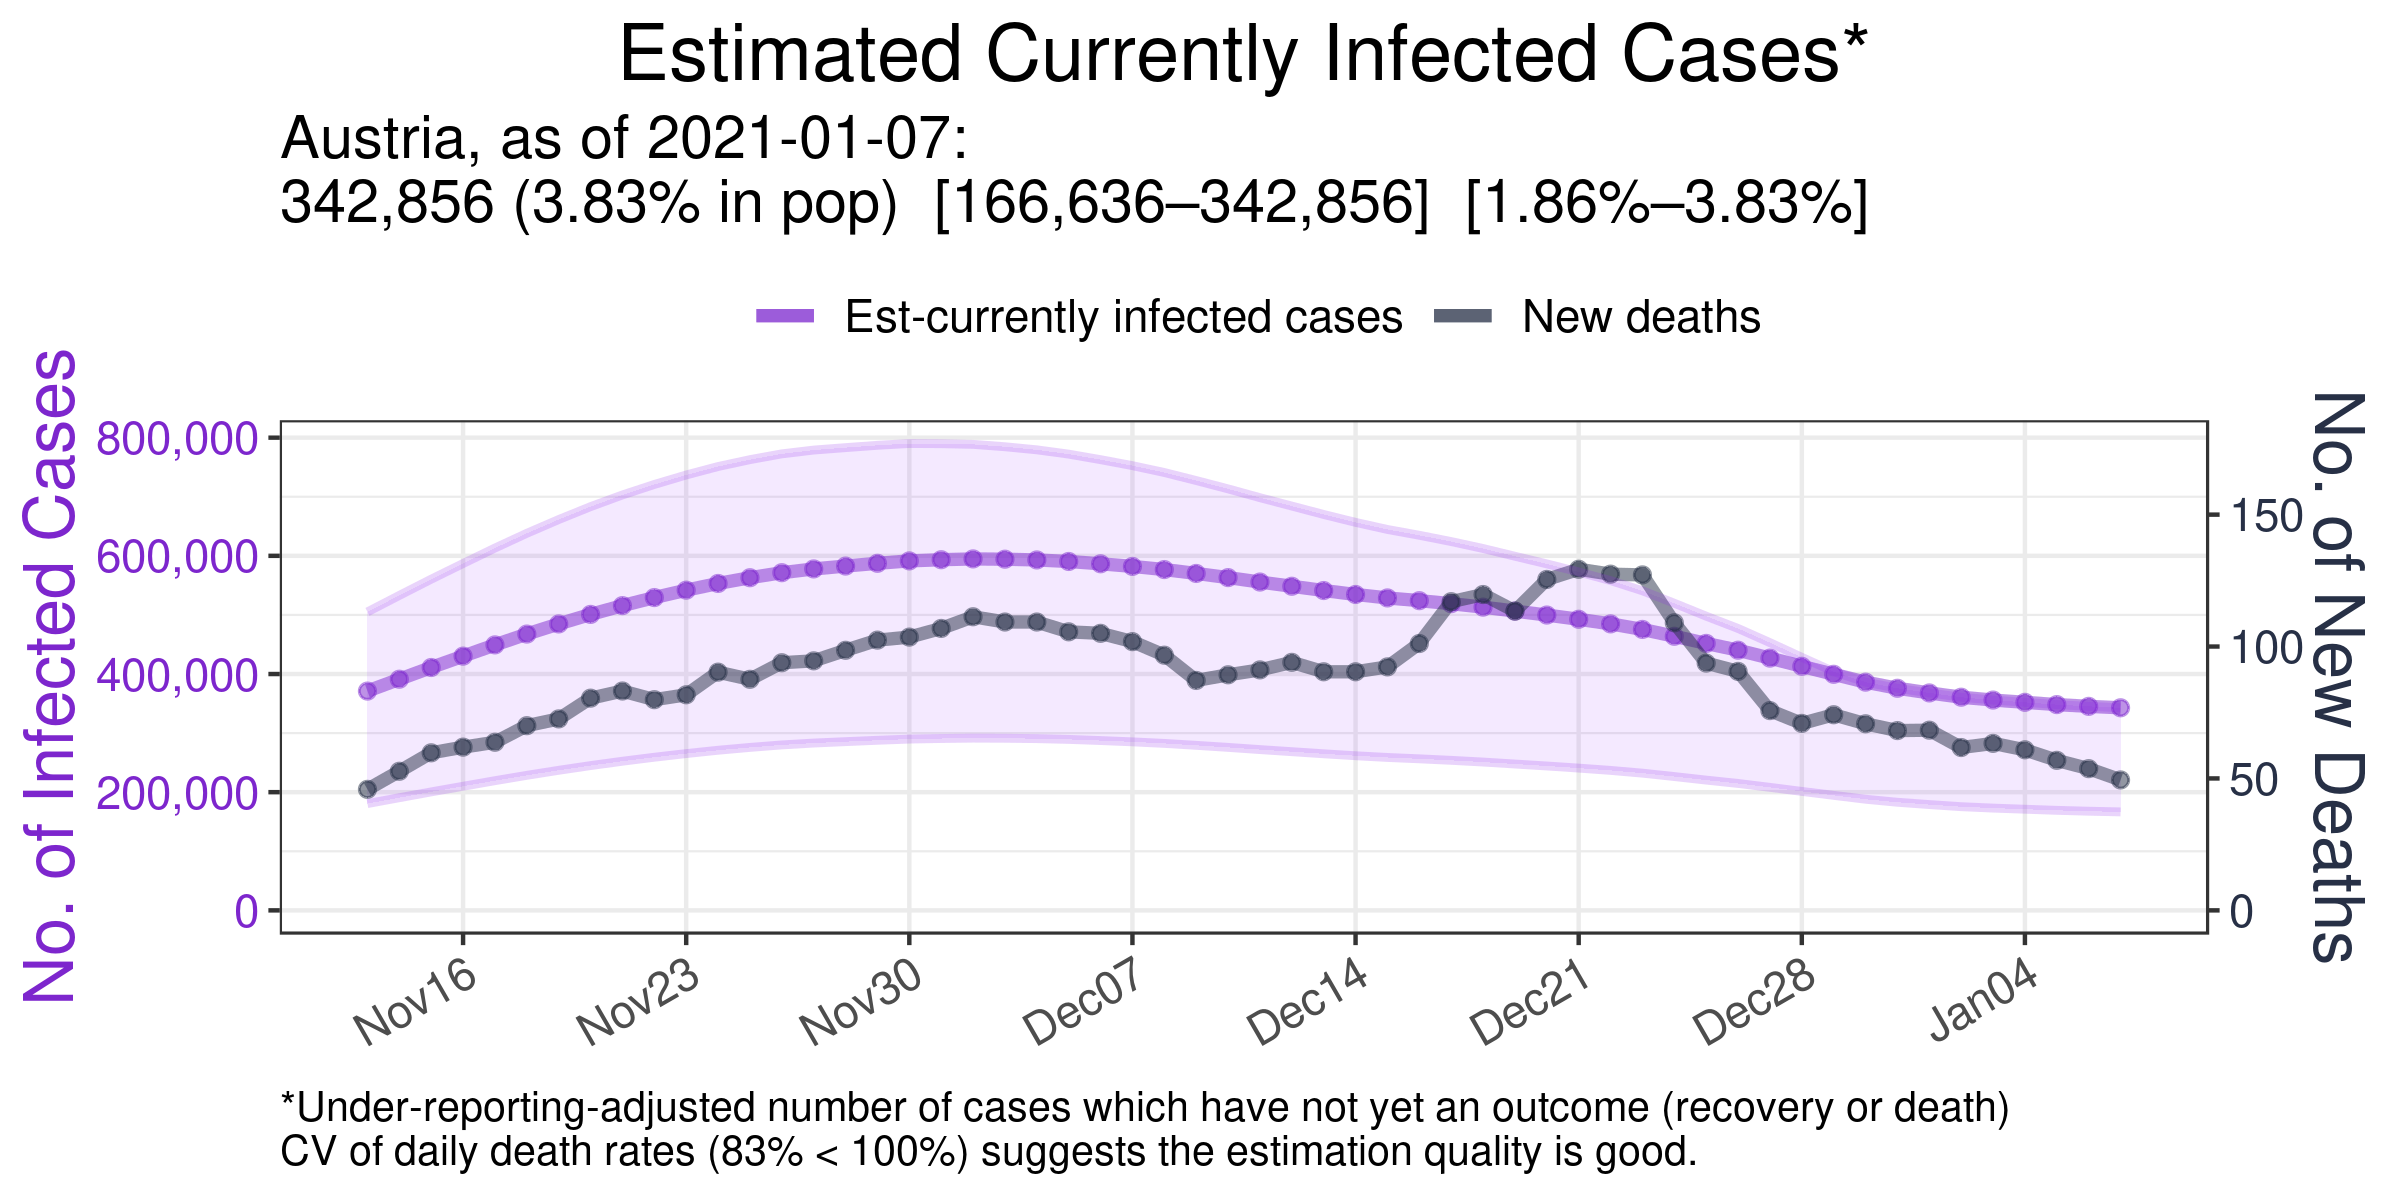 Estimated Currently Infected Cases*
Austria, as of 2021-01-07:
342,856 (3.83% in pop)  [166,636–342,856]  [1.86%–3.83%]
Est-currently infected cases
New deaths
No. of Infected Cases
800,000
600,000
400,000
200,000
0
No. of New Deaths
150
100
50
0
Nov16
Nov23
Nov30
Dec07
Dec14
Dec21
Dec28
Jan04
*Under-reporting-adjusted number of cases which have not yet an outcome (recovery or death)
CV of daily death rates (83% < 100%) suggests the estimation quality is good.